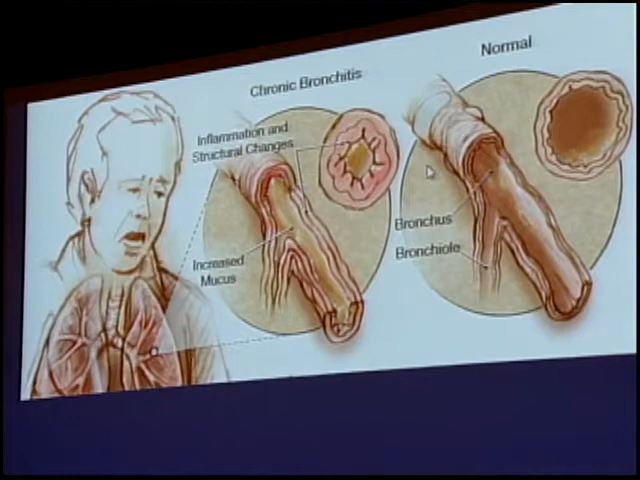 Chronic Bronchitis
Normal
Inflammation and
Structural Changes
Increased
Mucus
Bronchus
Bronchiole